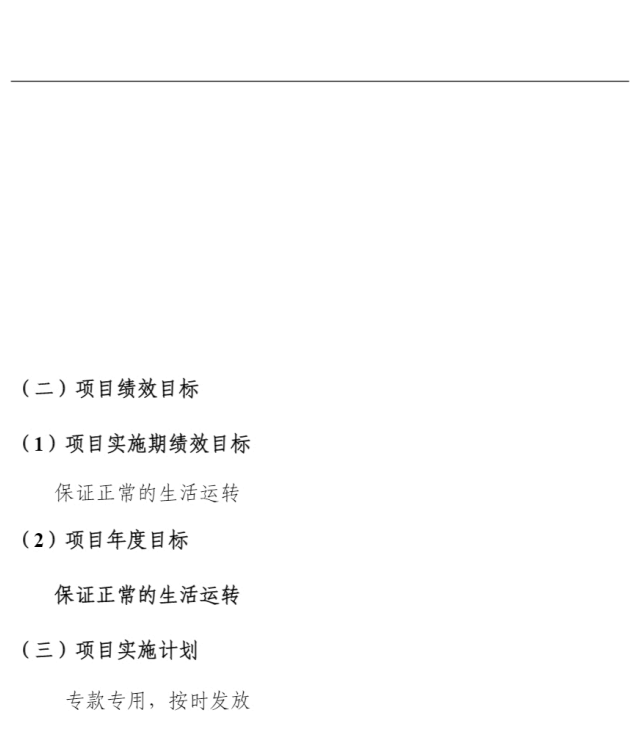 （二）项目绩效目标
（1）项目实施期绩效目标
保证正常的生活运转
（2）项目年度目标
保证正常的生活运转
（三）项目实施计划
专款专用，按时发放